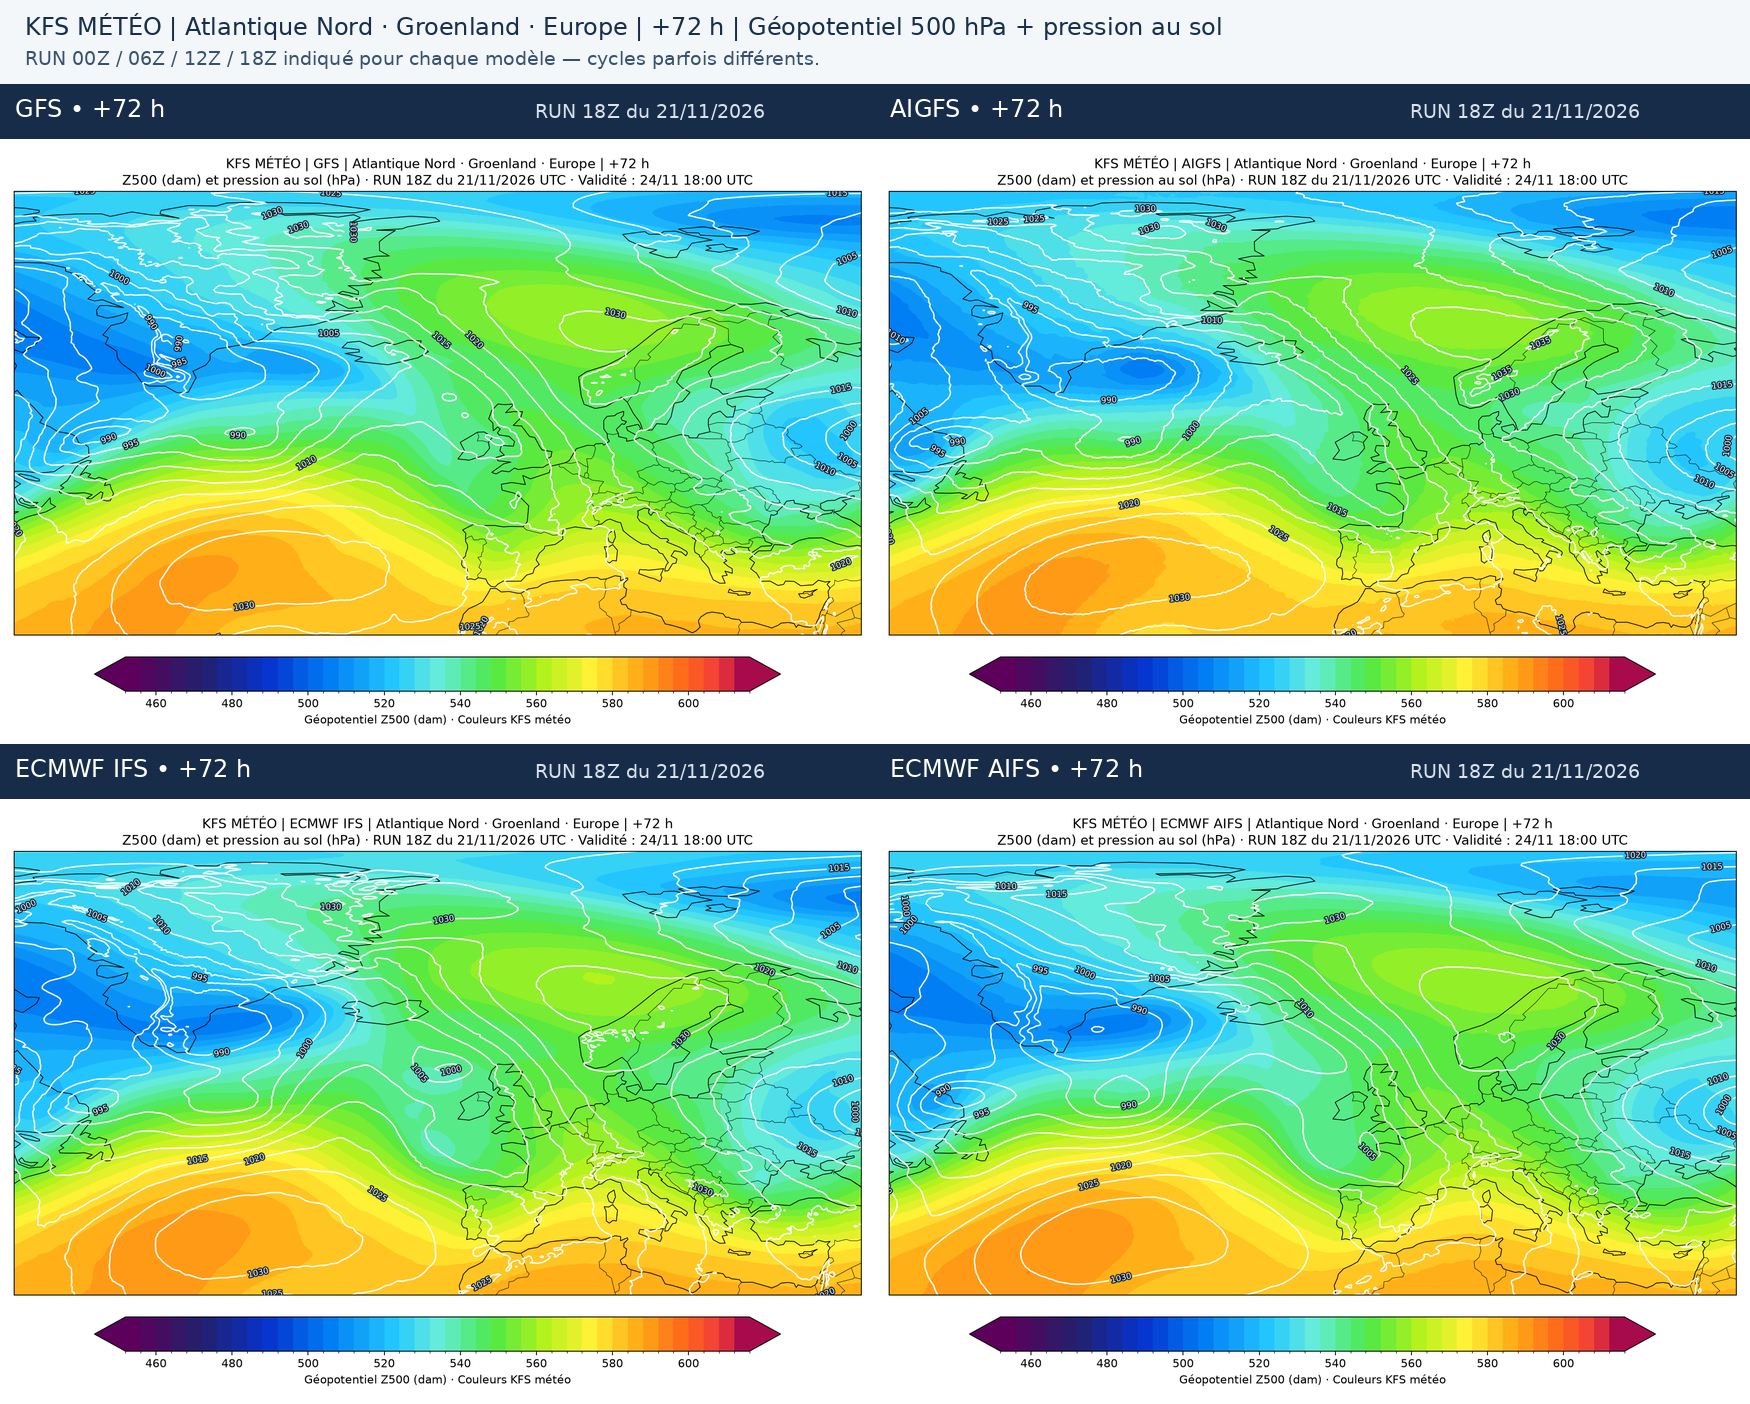 KFS MÉTÉO | Atlantique Nord · Groenland · Europe | +72 h | Géopotentiel 500 hPa + pression au sol
RUN 00Z / 06Z / 12Z / 18Z indiqué pour chaque modèle — cycles parfois différents.
GFS • +72 h
RUN 18Z du 21/11/2026
AIGFS • +72 h
RUN 18Z du 21/11/2026
KFS MÉTÉO | GFS | Atlantique Nord · Groenland · Europe | +72 h
Z500 (dam) et pression au sol (hPa) · RUN 18Z du 21/11/2026 UTC · Validité : 24/11 18:00 UTC
KFS MÉTÉO | AIGFS | Atlantique Nord · Groenland · Europe | +72 h
Z500 (dam) et pression au sol (hPa) · RUN 18Z du 21/11/2026 UTC · Validité : 24/11 18:00 UTC
460 480 500 520 540 560 580 600
Géopotentiel Z500 (dam) · Couleurs KFS météo
460 480 500 520 540 560 580 600
Géopotentiel Z500 (dam) · Couleurs KFS météo
ECMWF IFS • +72 h
RUN 18Z du 21/11/2026
ECMWF AIFS • +72 h
RUN 18Z du 21/11/2026
KFS MÉTÉO | ECMWF IFS | Atlantique Nord · Groenland · Europe | +72 h
Z500 (dam) et pression au sol (hPa) · RUN 18Z du 21/11/2026 UTC · Validité : 24/11 18:00 UTC
KFS MÉTÉO | ECMWF AIFS | Atlantique Nord · Groenland · Europe | +72 h
Z500 (dam) et pression au sol (hPa) · RUN 18Z du 21/11/2026 UTC · Validité : 24/11 18:00 UTC
460 480 500 520 540 560 580 600
Géopotentiel Z500 (dam) · Couleurs KFS météo
460 480 500 520 540 560 580 600
Géopotentiel Z500 (dam) · Couleurs KFS météo